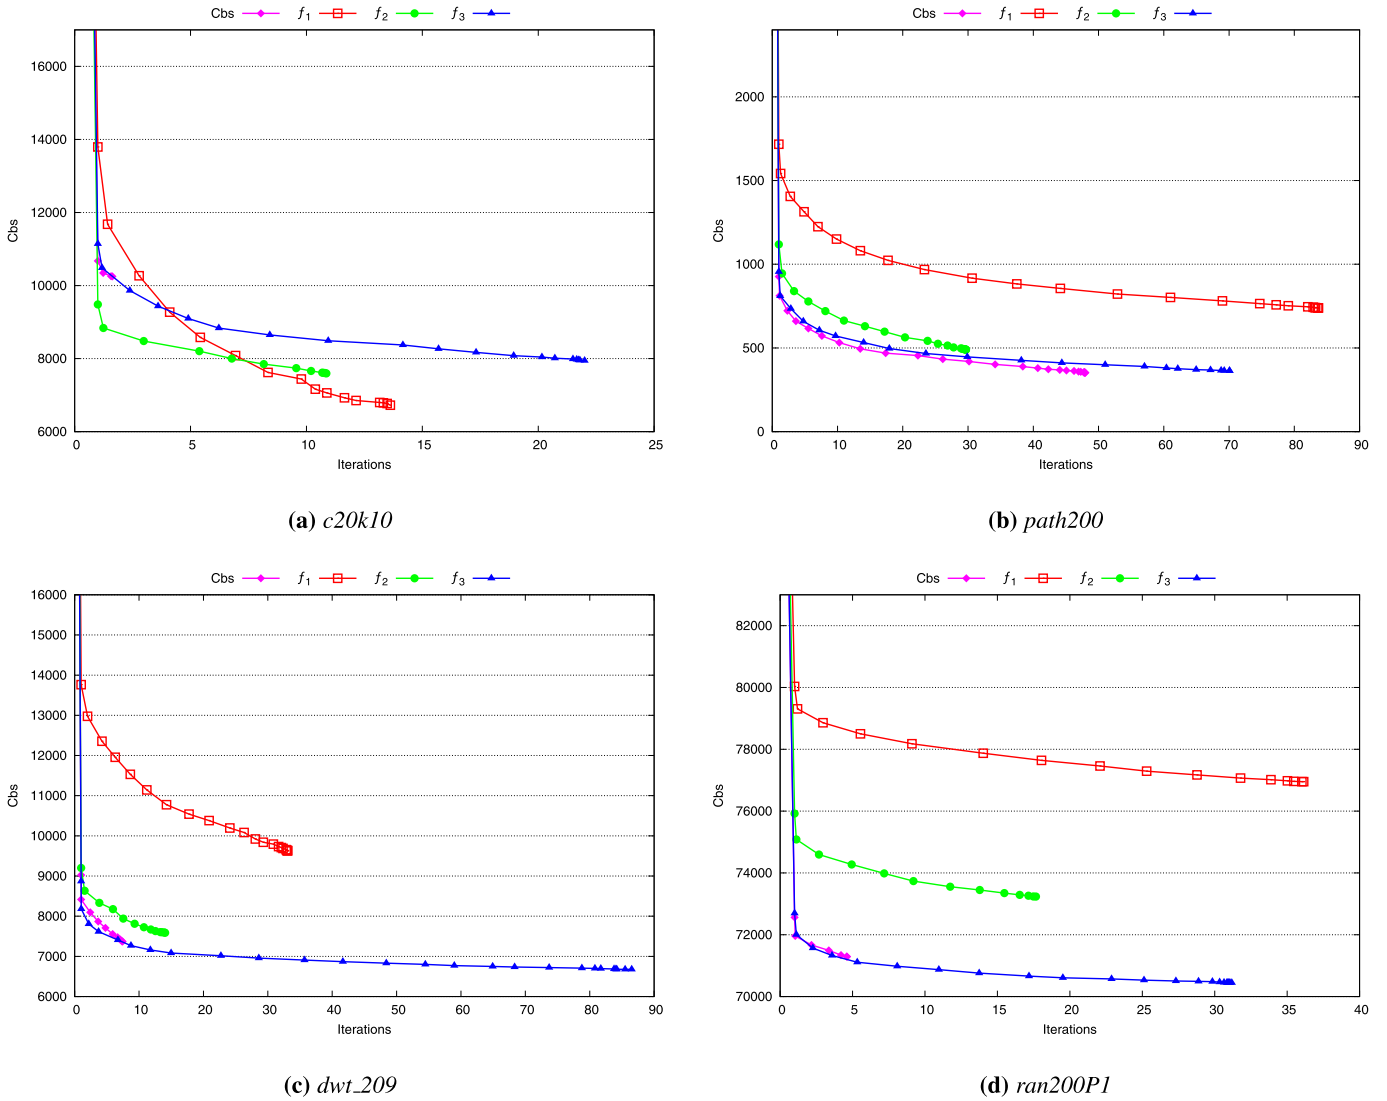 Cbs f1 f2 f3
16000
14000
12000
10000
8000
6000
Cbs
0 5 10 15 20 25
Iterations
(a) c20k10
Cbs f1 f2 f3
2000
1500
1000
500
0
Cbs
0 10 20 30 40 50 60 70 80 90
Iterations
(b) path200
Cbs f1 f2 f3
16000
15000
14000
13000
12000
11000
10000
9000
8000
7000
6000
Cbs
0 10 20 30 40 50 60 70 80 90
Iterations
(c) dwt_209
Cbs f1 f2 f3
82000
80000
78000
76000
74000
72000
70000
Cbs
0 5 10 15 20 25 30 35 40
Iterations
(d) ran200P1